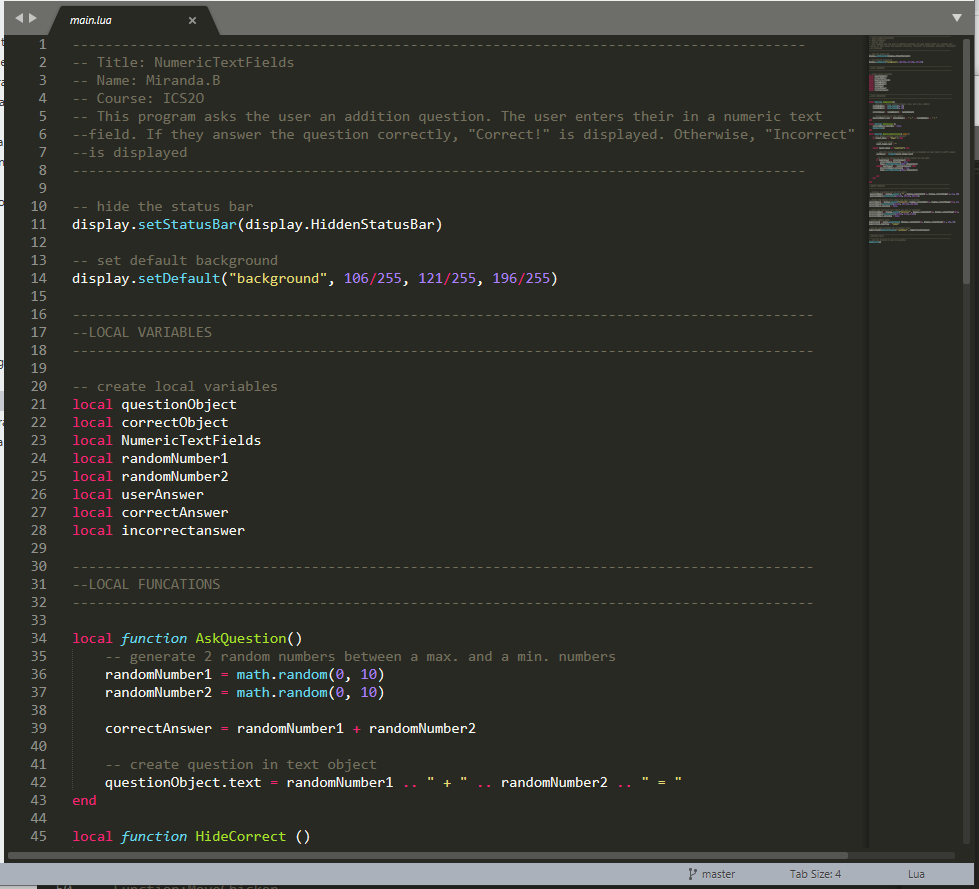 main.lua ×
1 --------------------------------------------------------------------------------------
2 -- Title: NumericTextFields
3 -- Name: Miranda.B
4 -- Course: ICS2O
5 -- This program asks the user an addition question. The user enters their in a numeric text
6 --field. If they answer the question correctly, "Correct!" is displayed. Otherwise, "Incorrect"
7 --is displayed
8 --------------------------------------------------------------------------------------
9
10 -- hide the status bar
11 display.setStatusBar(display.HiddenStatusBar)
12
13 -- set default background
14 display.setDefault("background", 106/255, 121/255, 196/255)
15
16 ---------------------------------------------------------------------------------------
17 --LOCAL VARIABLES
18 ---------------------------------------------------------------------------------------
19
20 -- create local variables
21 local questionObject
22 local correctObject
23 local NumericTextFields
24 local randomNumber1
25 local randomNumber2
26 local userAnswer
27 local correctAnswer
28 local incorrectanswer
29
30 ---------------------------------------------------------------------------------------
31 --LOCAL FUNCATIONS
32 ---------------------------------------------------------------------------------------
33
34 local function AskQuestion()
35 -- generate 2 random numbers between a max. and a min. numbers
36 randomNumber1 = math.random(0, 10)
37 randomNumber2 = math.random(0, 10)
38
39 correctAnswer = randomNumber1 + randomNumber2
40
41 -- create question in text object
42 questionObject.text = randomNumber1 .. " + " .. randomNumber2 .. " = "
43 end
44
45 local function HideCorrect ()
master Tab Size: 4 Lua